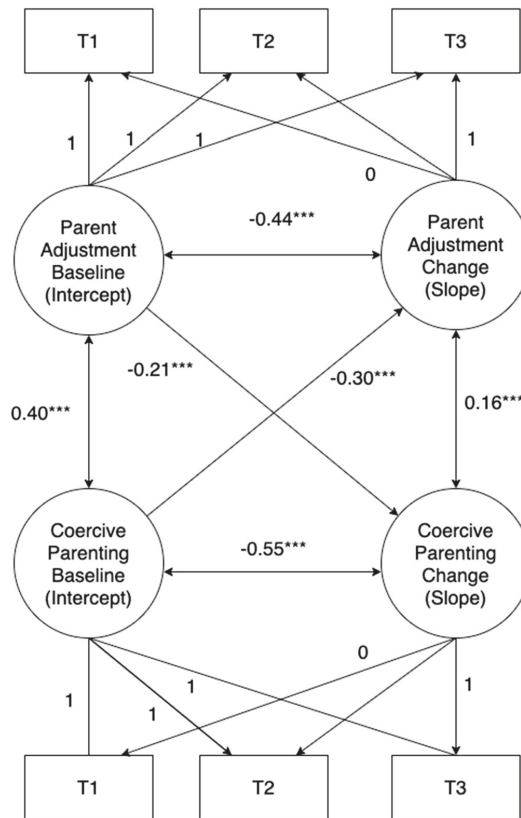 T1 T2 T3
1 1 1 0 1
Parent
Adjustment
Baseline
(Intercept)
-0.44***
Parent
Adjustment
Change
(Slope)
0.40***
-0.21***
-0.30***
0.16***
Coercive
Parenting
Baseline
(Intercept)
-0.55***
Coercive
Parenting
Change
(Slope)
1 1 1 0 1
T1 T2 T3